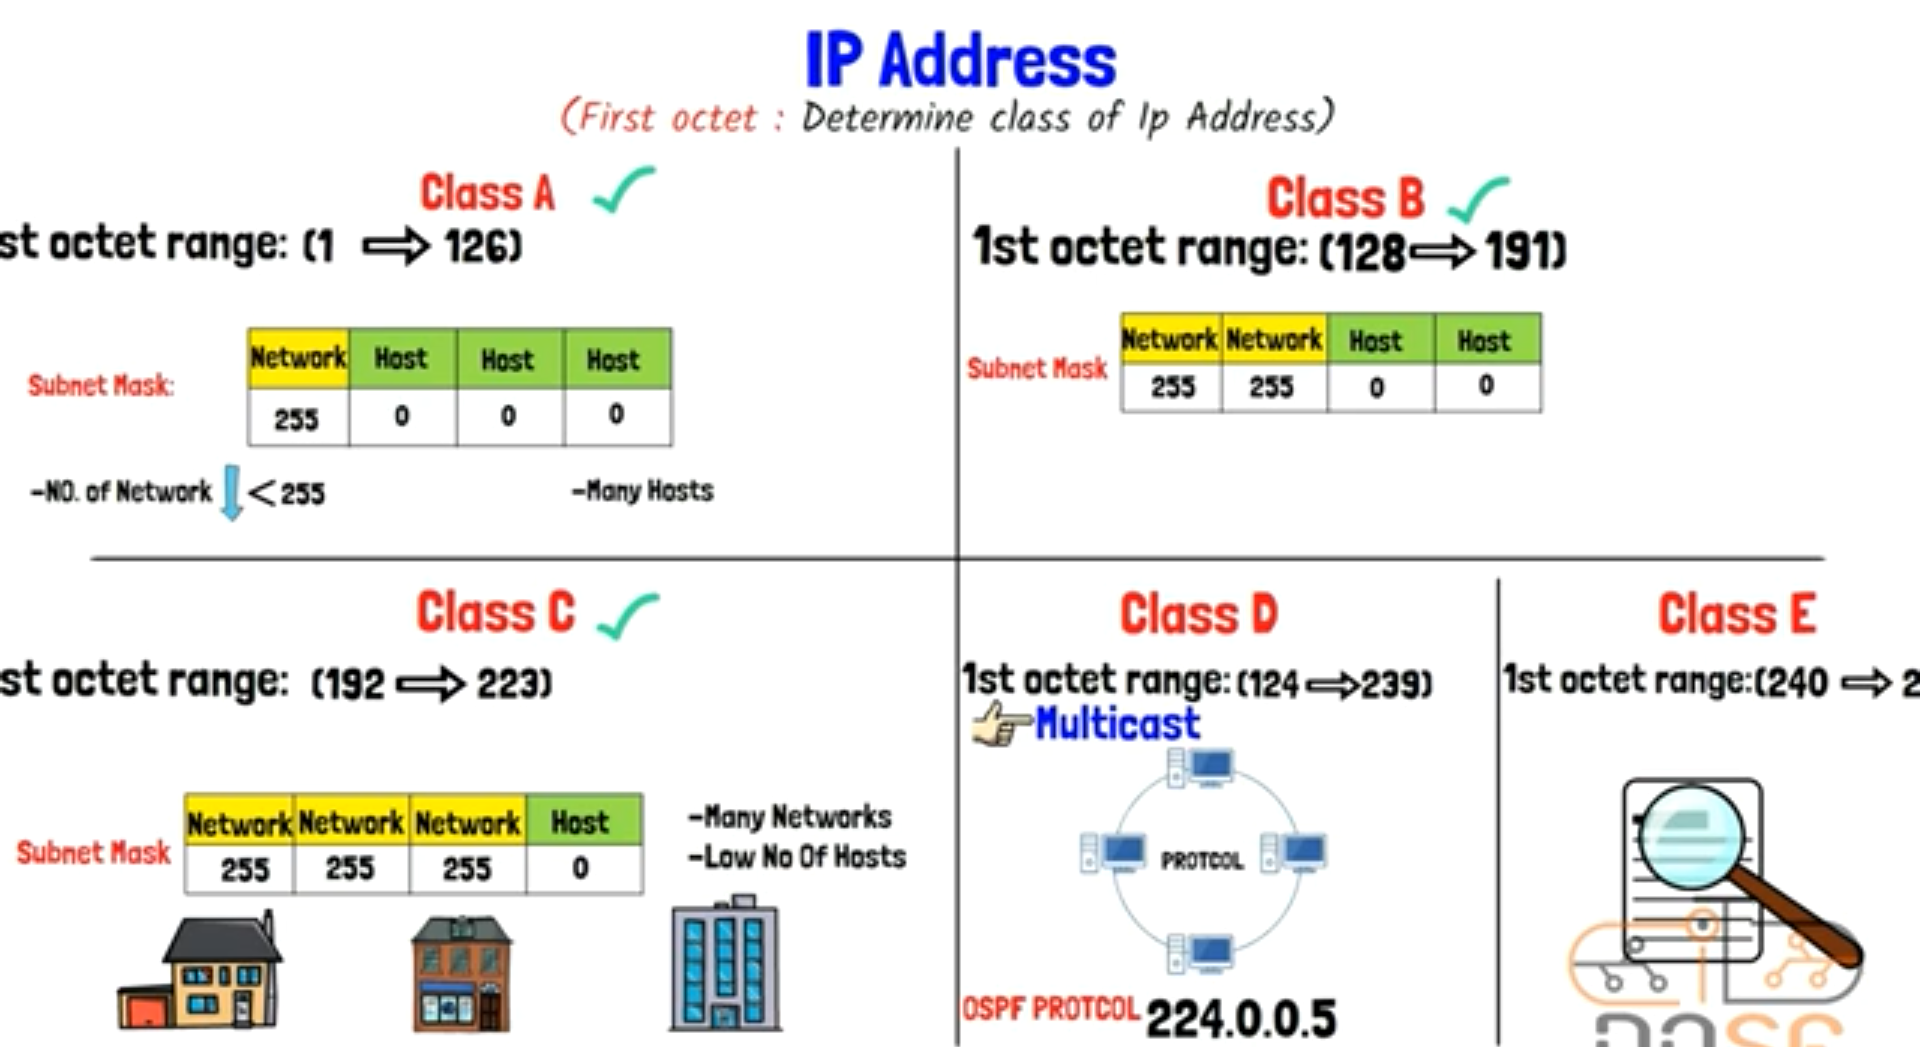 IP Address
(First octet : Determine class of Ip Address)
Class A
st octet range: (1 ⇒ 126)
Subnet Mask:
Network Host Host Host
255 0 0 0
-NO. of Network < 255
-Many Hosts
Class B
1st octet range: (128 ⇒ 191)
Subnet Mask
Network Network Host Host
255 255 0 0
Class C
st octet range: (192 ⇒ 223)
Subnet Mask
Network Network Network Host
255 255 255 0
-Many Networks
-Low No Of Hosts
Class D
1st octet range: (124 ⇒ 239)
Multicast
PROTCOL
OSPF PROTCOL 224.0.0.5
Class E
1st octet range:(240 ⇒ 2